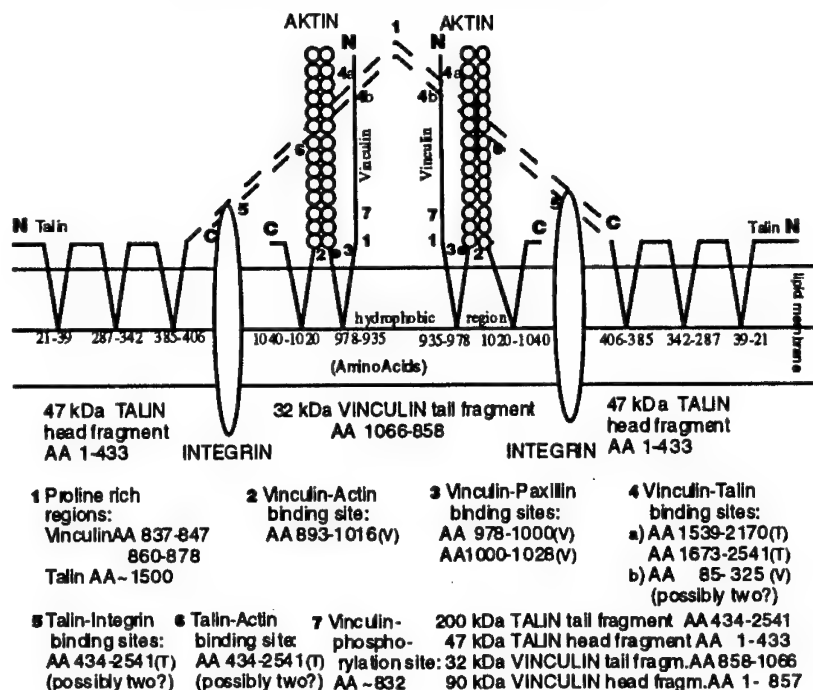 AKTIN 1 AKTIN
N N
4a 4a
4b 4b
Vinculin Vinculin
6 6
7 7
5 5
N Talin C C 1 1 C C Talin N
2 3 3 2
lipid membrane
hydrophobic region
21-39 287-342 385-406 1040-1020 978-935 935-978 1020-1040 406-385 342-287 39-21
(AminoAcids)
47 kDa TALIN
head fragment
AA 1-433
INTEGRIN
32 kDa VINCULIN tail fragment
AA 1066-858
INTEGRIN
47 kDa TALIN
head fragment
AA 1-433
1 Proline rich
regions:
VinculinAA 837-847
860-878
Talin AA~1500
2 Vinculin-Actin
binding site:
AA 893-1016(V)
3 Vinculin-Paxillin
binding sites:
AA 978-1000(V)
AA1000-1028(V)
4 Vinculin-Talin
binding sites:
a) AA 1539-2170(T)
AA 1673-2541(T)
b) AA 85-325 (V)
(possibly two?)
5 Talin-Integrin
binding sites:
AA 434-2541(T)
(possibly two?)
6 Talin-Actin
binding site:
AA 434-2541(T)
(possibly two?)
7 Vinculin-
phospho-
rylation site:
AA ~832
200 kDa TALIN tail fragment AA 434-2541
47 kDa TALIN head fragment AA 1-433
32 kDa VINCULIN tail fragm.AA 858-1066
90 kDa VINCULIN head fragm.AA 1- 857